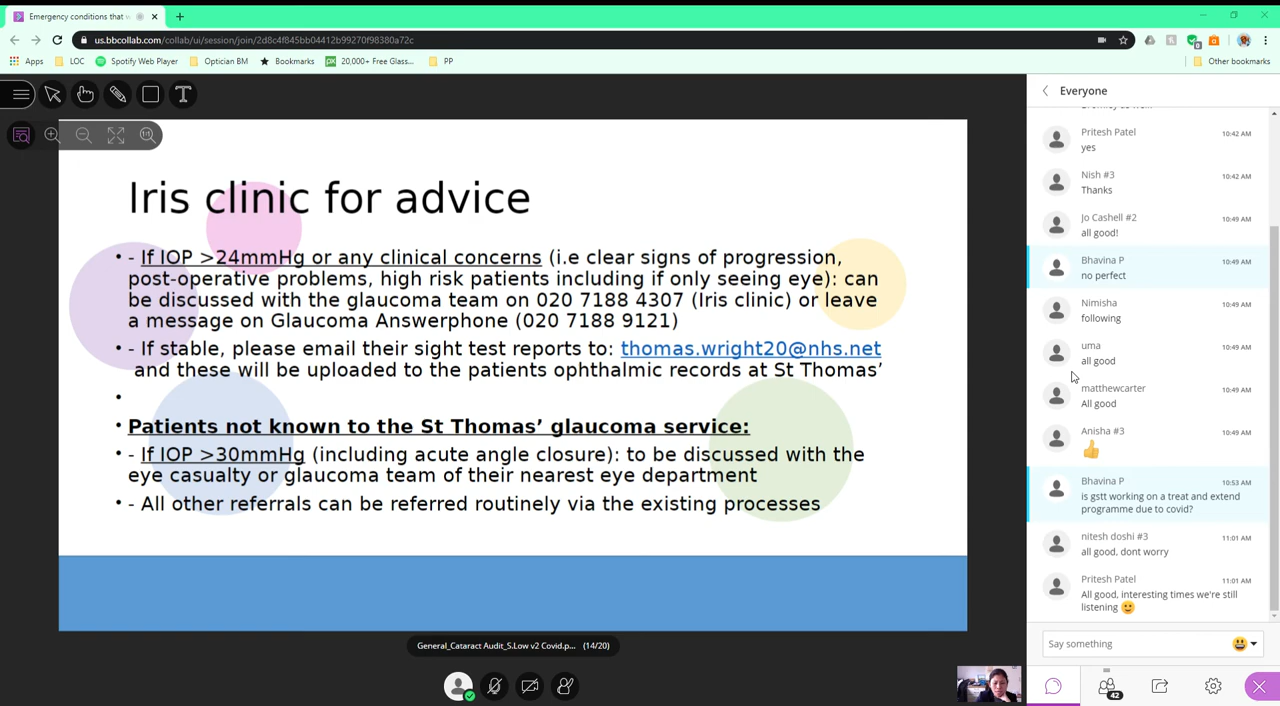 Emergency conditions that
us.bbcollab.com/collab/ui/session/join/2d8c4f845bb04412b99270f98380a72c
Apps
LOC
Spotify Web Player
Optician BM
Bookmarks
PX
20,000+ Free Glass...
PP
Other bookmarks
T
1:1
Iris clinic for advice
• - If IOP >24mmHg or any clinical concerns (i.e clear signs of progression,
post-operative problems, high risk patients including if only seeing eye): can
be discussed with the glaucoma team on 020 7188 4307 (Iris clinic) or leave
a message on Glaucoma Answerphone (020 7188 9121)
• - If stable, please email their sight test reports to: thomas.wright20@nhs.net
and these will be uploaded to the patients ophthalmic records at St Thomas’
•
• Patients not known to the St Thomas’ glaucoma service:
• - If IOP >30mmHg (including acute angle closure): to be discussed with the
eye casualty or glaucoma team of their nearest eye department
• - All other referrals can be referred routinely via the existing processes
General_Cataract Audit_S.Low v2 Covid.p... (14/20)
Everyone
Pritesh Patel 10:42 AM
yes
Nish #3 10:42 AM
Thanks
Jo Cashell #2 10:49 AM
all good!
Bhavina P 10:49 AM
no perfect
Nimisha 10:49 AM
following
uma 10:49 AM
all good
matthewcarter 10:49 AM
All good
Anisha #3 10:49 AM
👍
Bhavina P 10:53 AM
is gstt working on a treat and extend
programme due to covid?
nitesh doshi #3 11:01 AM
all good, dont worry
Pritesh Patel 11:01 AM
All good, interesting times we're still
listening 🙂
Say something
42